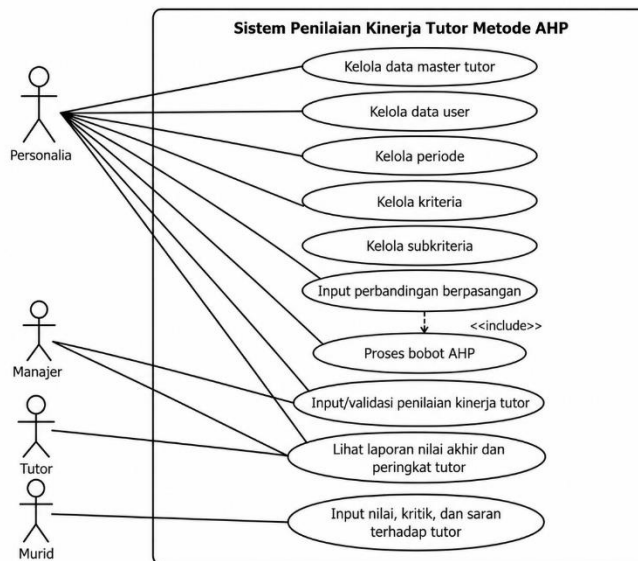 Sistem Penilaian Kinerja Tutor Metode AHP
Kelola data master tutor
Kelola data user
Personalia
Kelola periode
Kelola kriteria
Kelola subkriteria
Input perbandingan berpasangan
<<include>>
Proses bobot AHP
Manajer
Input/validasi penilaian kinerja tutor
Lihat laporan nilai akhir dan
peringkat tutor
Tutor
Input nilai, kritik, dan saran
terhadap tutor
Murid